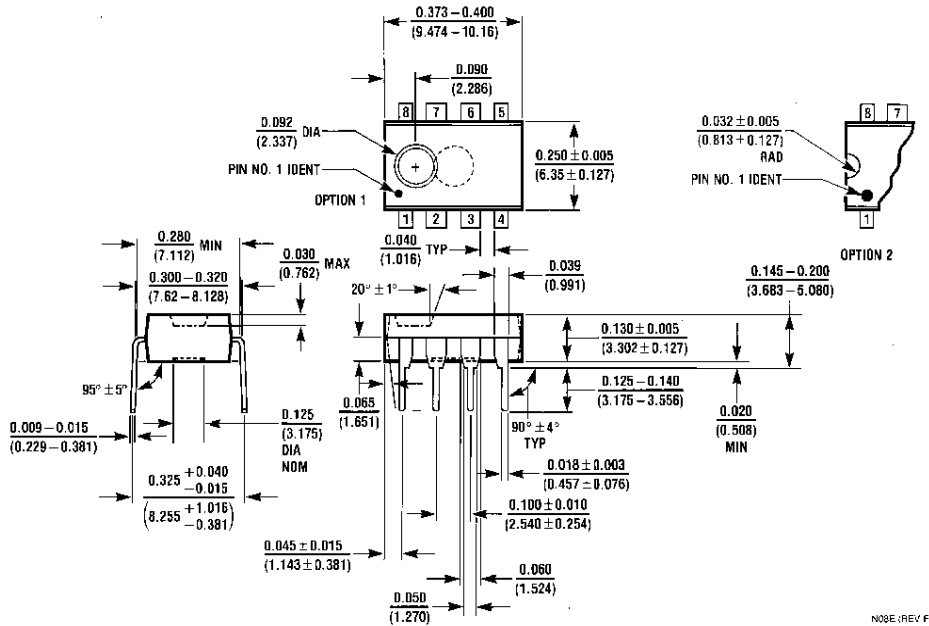 0.373–0.400
(9.474–10.16)
0.090
(2.286)
8 7 6 5
0.092 DIA
(2.337)
PIN NO. 1 IDENT
OPTION 1
1 2 3 4
0.250 ± 0.005
(6.35 ± 0.127)
0.032 ± 0.005
(0.813 + 0.127)
RAD
PIN NO. 1 IDENT
8 7
1
OPTION 2
0.280 MIN
(7.112)
0.030 MAX
(0.762)
0.300–0.320
(7.62–8.128)
0.040 TYP
(1.016)
0.039
(0.991)
20° ± 1°
0.145–0.200
(3.683–5.080)
0.130 ± 0.005
(3.302 ± 0.127)
0.125–0.140
(3.175–3.556)
0.020
(0.508)
MIN
95° ± 5°
0.065
(1.651)
90° ± 4°
TYP
0.009–0.015
(0.229–0.381)
0.125
(3.175)
DIA
NOM
0.018 ± 0.003
(0.457 ± 0.076)
0.325 +0.040 −0.015
(8.255 +1.016 −0.381)
0.100 ± 0.010
(2.540 ± 0.254)
0.045 ± 0.015
(1.143 ± 0.381)
0.060
(1.524)
0.050
(1.270)
N08E (REV F